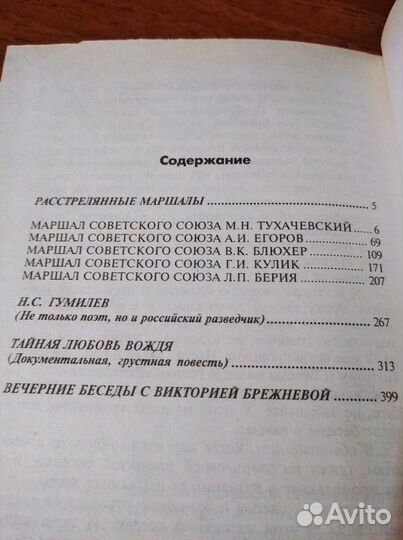 Содержание
РАССТРЕЛЯННЫЕ МАРШАЛЫ 5
МАРШАЛ СОВЕТСКОГО СОЮЗА М.Н. ТУХАЧЕВСКИЙ 6
МАРШАЛ СОВЕТСКОГО СОЮЗА А.И. ЕГОРОВ 69
МАРШАЛ СОВЕТСКОГО СОЮЗА В.К. БЛЮХЕР 109
МАРШАЛ СОВЕТСКОГО СОЮЗА Г.И. КУЛИК 171
МАРШАЛ СОВЕТСКОГО СОЮЗА Л.П. БЕРИЯ 207
Н.С. ГУМИЛЕВ
(Не только поэт, но и российский разведчик) 267
ТАЙНАЯ ЛЮБОВЬ ВОЖДЯ
(Документальная, грустная повесть) 313
ВЕЧЕРНИЕ БЕСЕДЫ С ВИКТОРИЕЙ БРЕЖНЕВОЙ 399
Avito